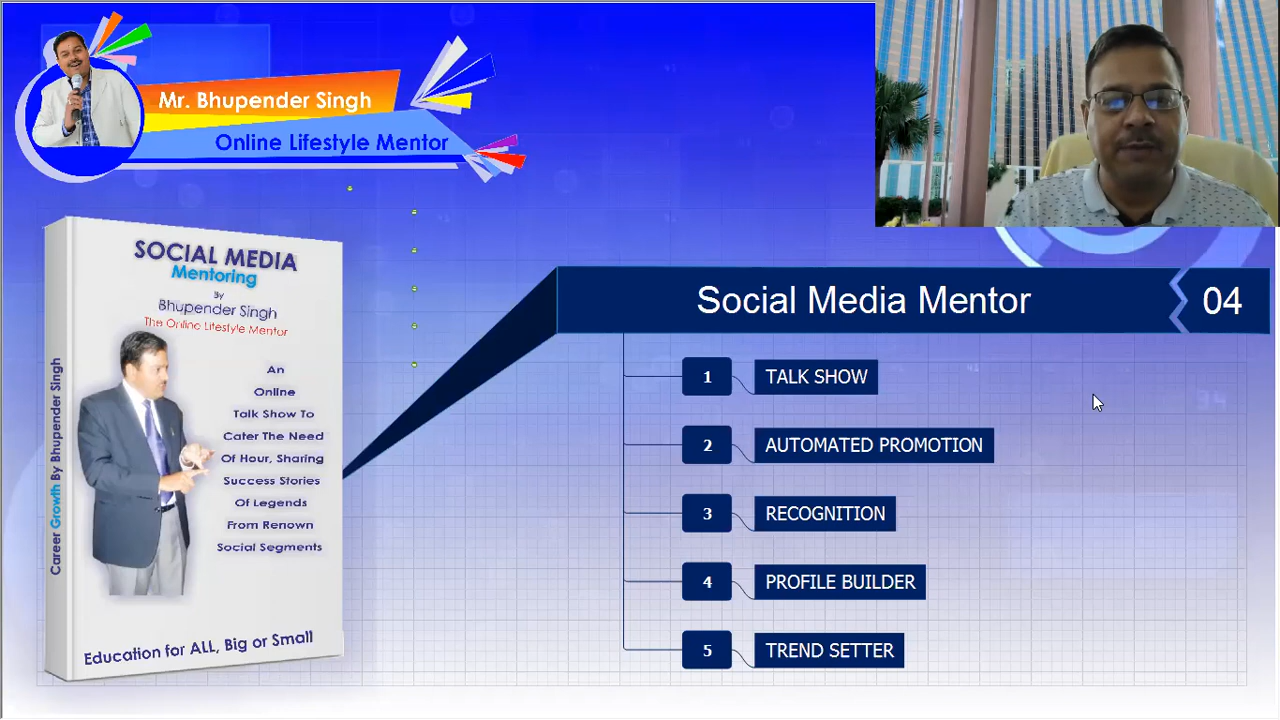 Mr. Bhupender Singh
Online Lifestyle Mentor
SOCIAL MEDIA
Mentoring
By
Bhupender Singh
The Online Lifestyle Mentor
An
Online
Talk Show To
Cater The Need
Of Hour, Sharing
Success Stories
Of Legends
From Renown
Social Segments
Education for ALL, Big or Small
Career Growth By Bhupender Singh
Social Media Mentor
04
1 TALK SHOW
2 AUTOMATED PROMOTION
3 RECOGNITION
4 PROFILE BUILDER
5 TREND SETTER